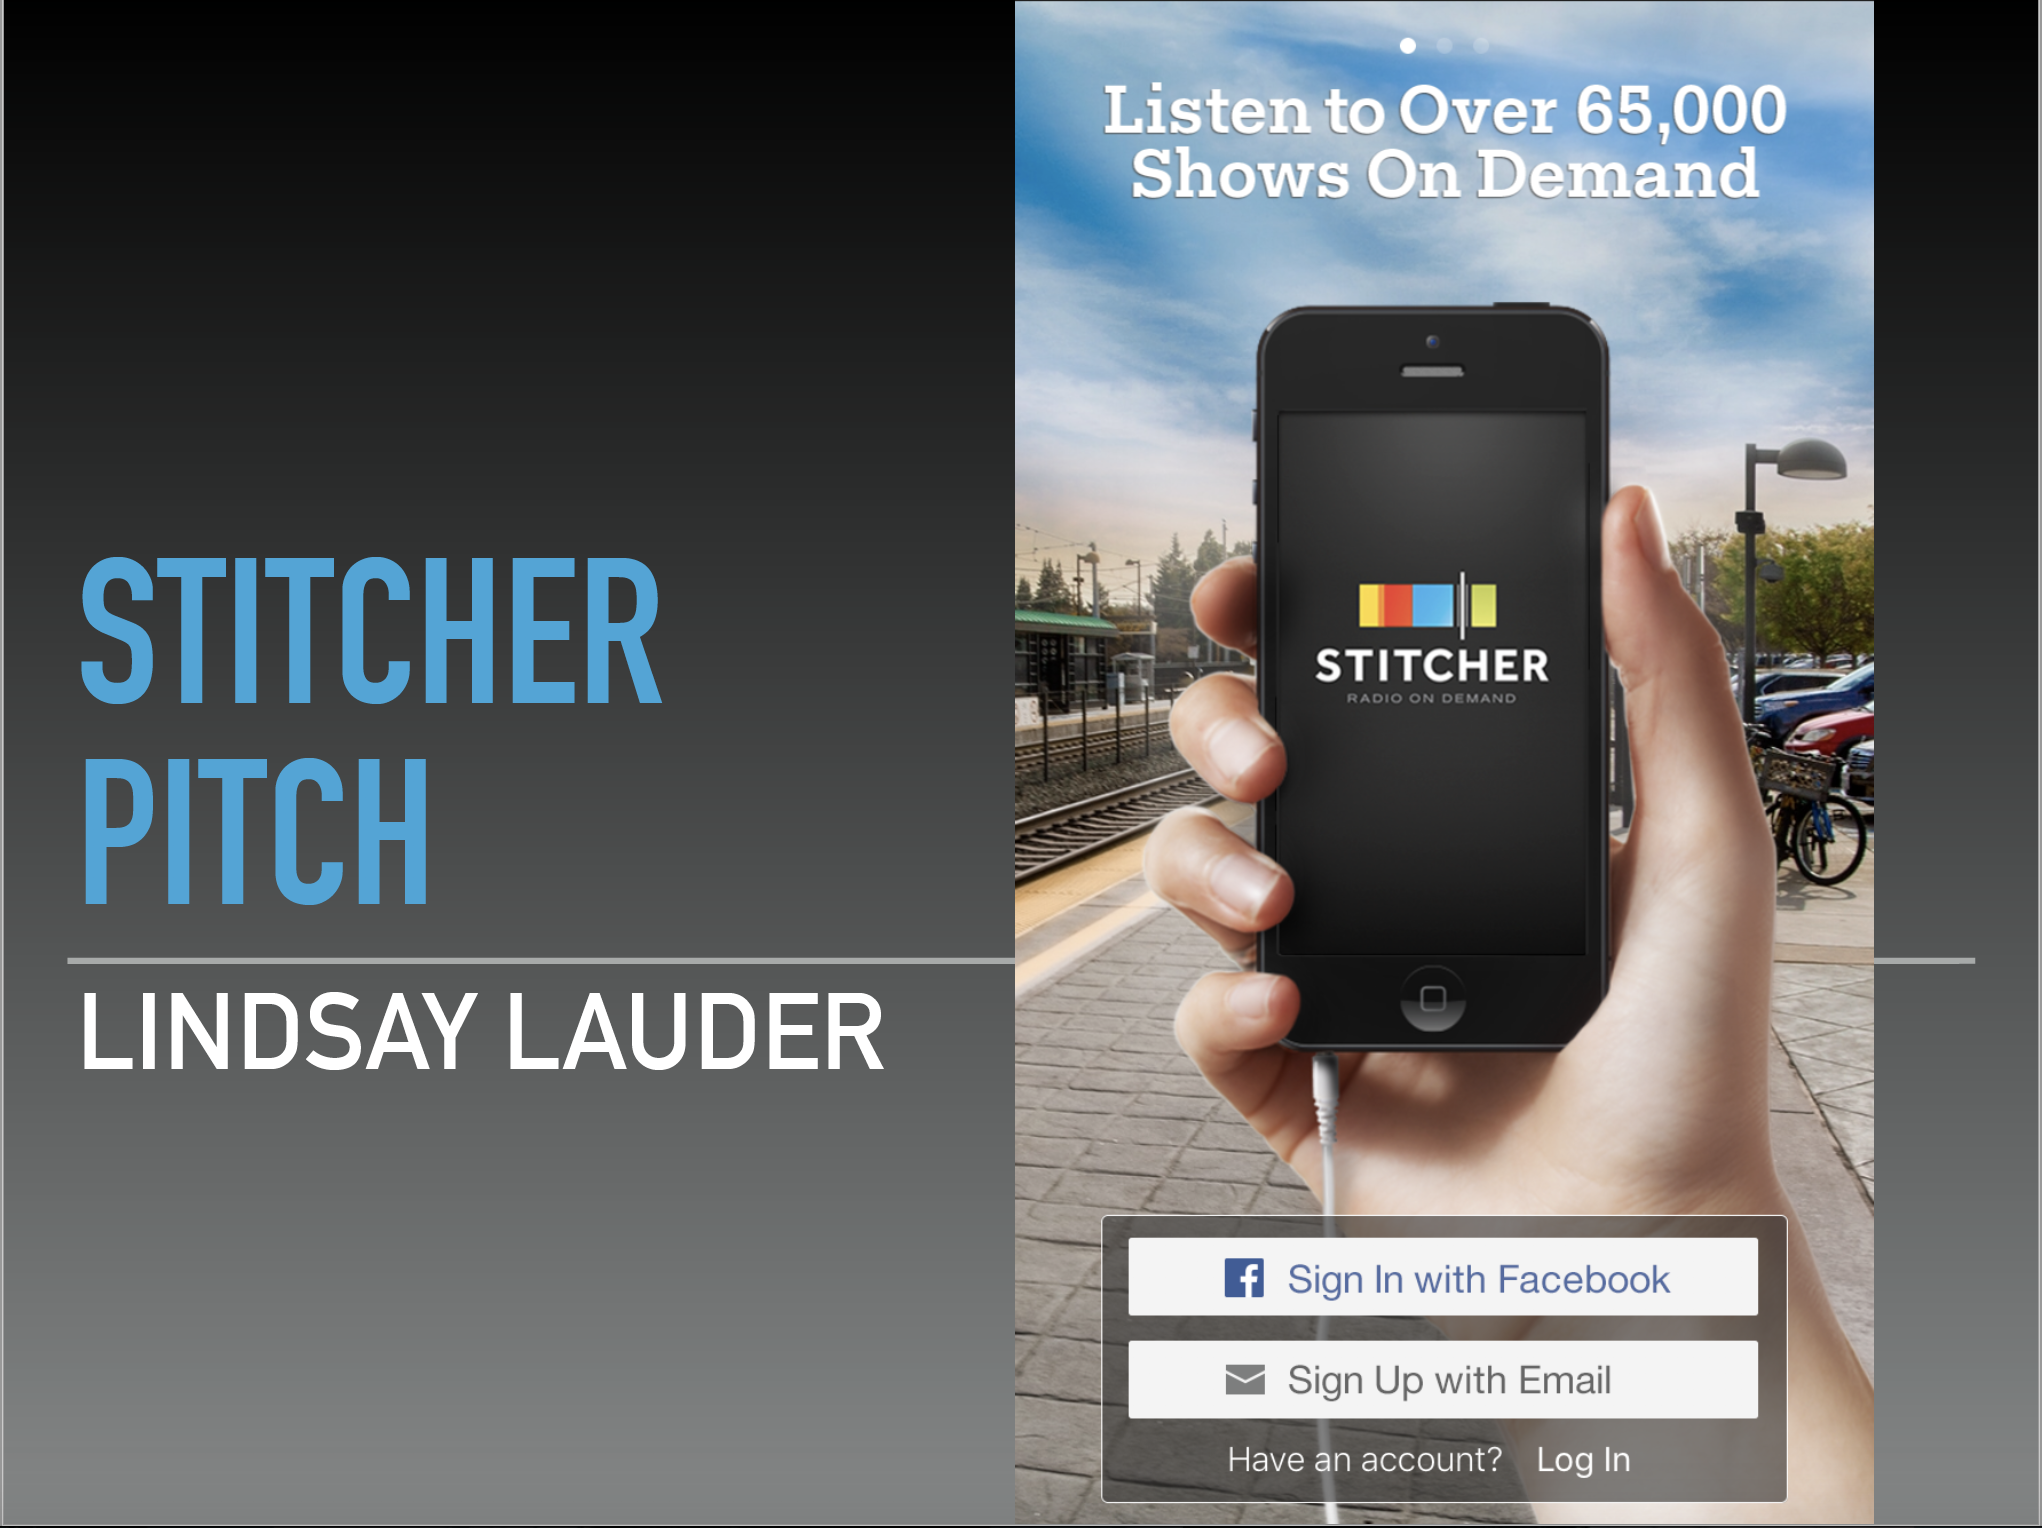 STITCHER
PITCH
LINDSAY LAUDER
Listen to Over 65,000
Shows On Demand
STITCHER
RADIO ON DEMAND
Sign In with Facebook
Sign Up with Email
Have an account? Log In